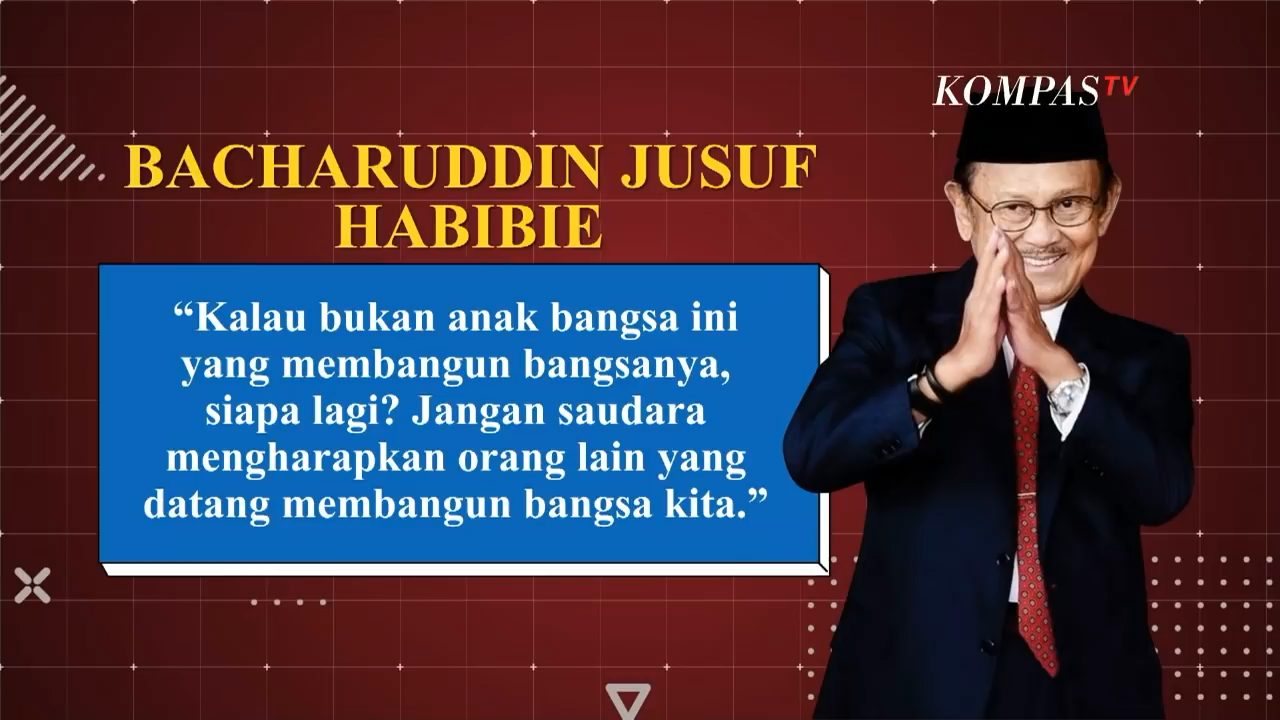 KOMPASTV
BACHARUDDIN JUSUF
HABIBIE
“Kalau bukan anak bangsa ini
yang membangun bangsanya,
siapa lagi? Jangan saudara
mengharapkan orang lain yang
datang membangun bangsa kita.”